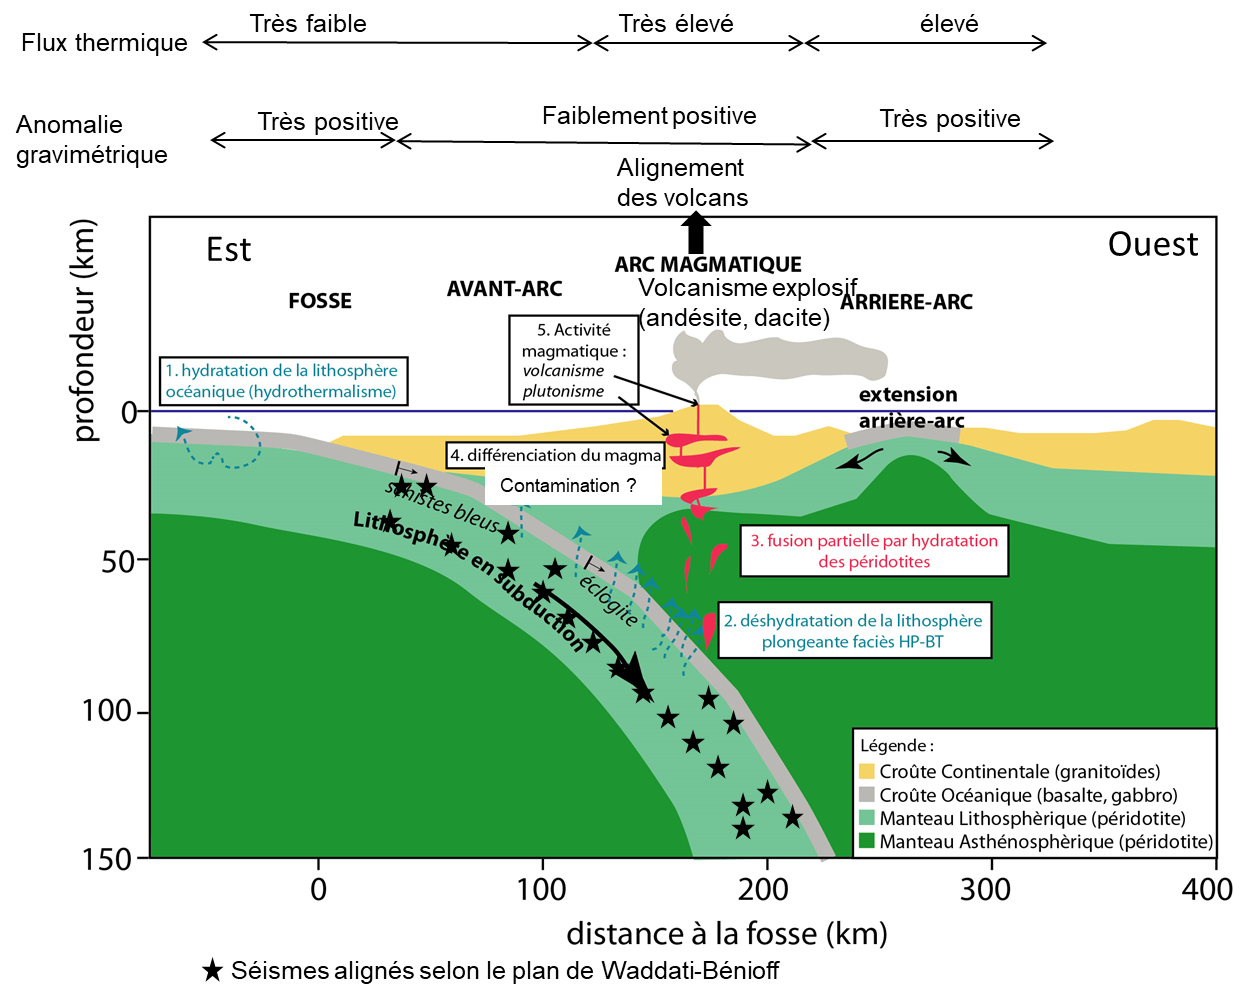 Très faible
Très élevé
élevé
Flux thermique
Très positive
Faiblement positive
Très positive
Anomalie
gravimétrique
Alignement
des volcans
Est
Ouest
profondeur (km)
ARC MAGMATIQUE
AVANT-ARC
Volcanisme explosif
(andésite, dacite)
FOSSE
ARRIERE-ARC
5. Activité
magmatique :
volcanisme
plutonisme
1. hydratation de la lithosphère
océanique (hydrothermalisme)
extension
arrière-arc
0
4. différenciation du magma
Contamination ?
schistes bleus
Lithosphère en subduction
3. fusion partielle par hydratation
des péridotites
50
éclogite
2. déshydratation de la lithosphère
plongeante faciès HP-BT
100
Légende :
Croûte Continentale (granitoïdes)
Croûte Océanique (basalte, gabbro)
Manteau Lithosphèrique (péridotite)
Manteau Asthénosphèrique (péridotite)
150
0
100
200
300
400
distance à la fosse (km)
Séismes alignés selon le plan de Waddati-Bénioff